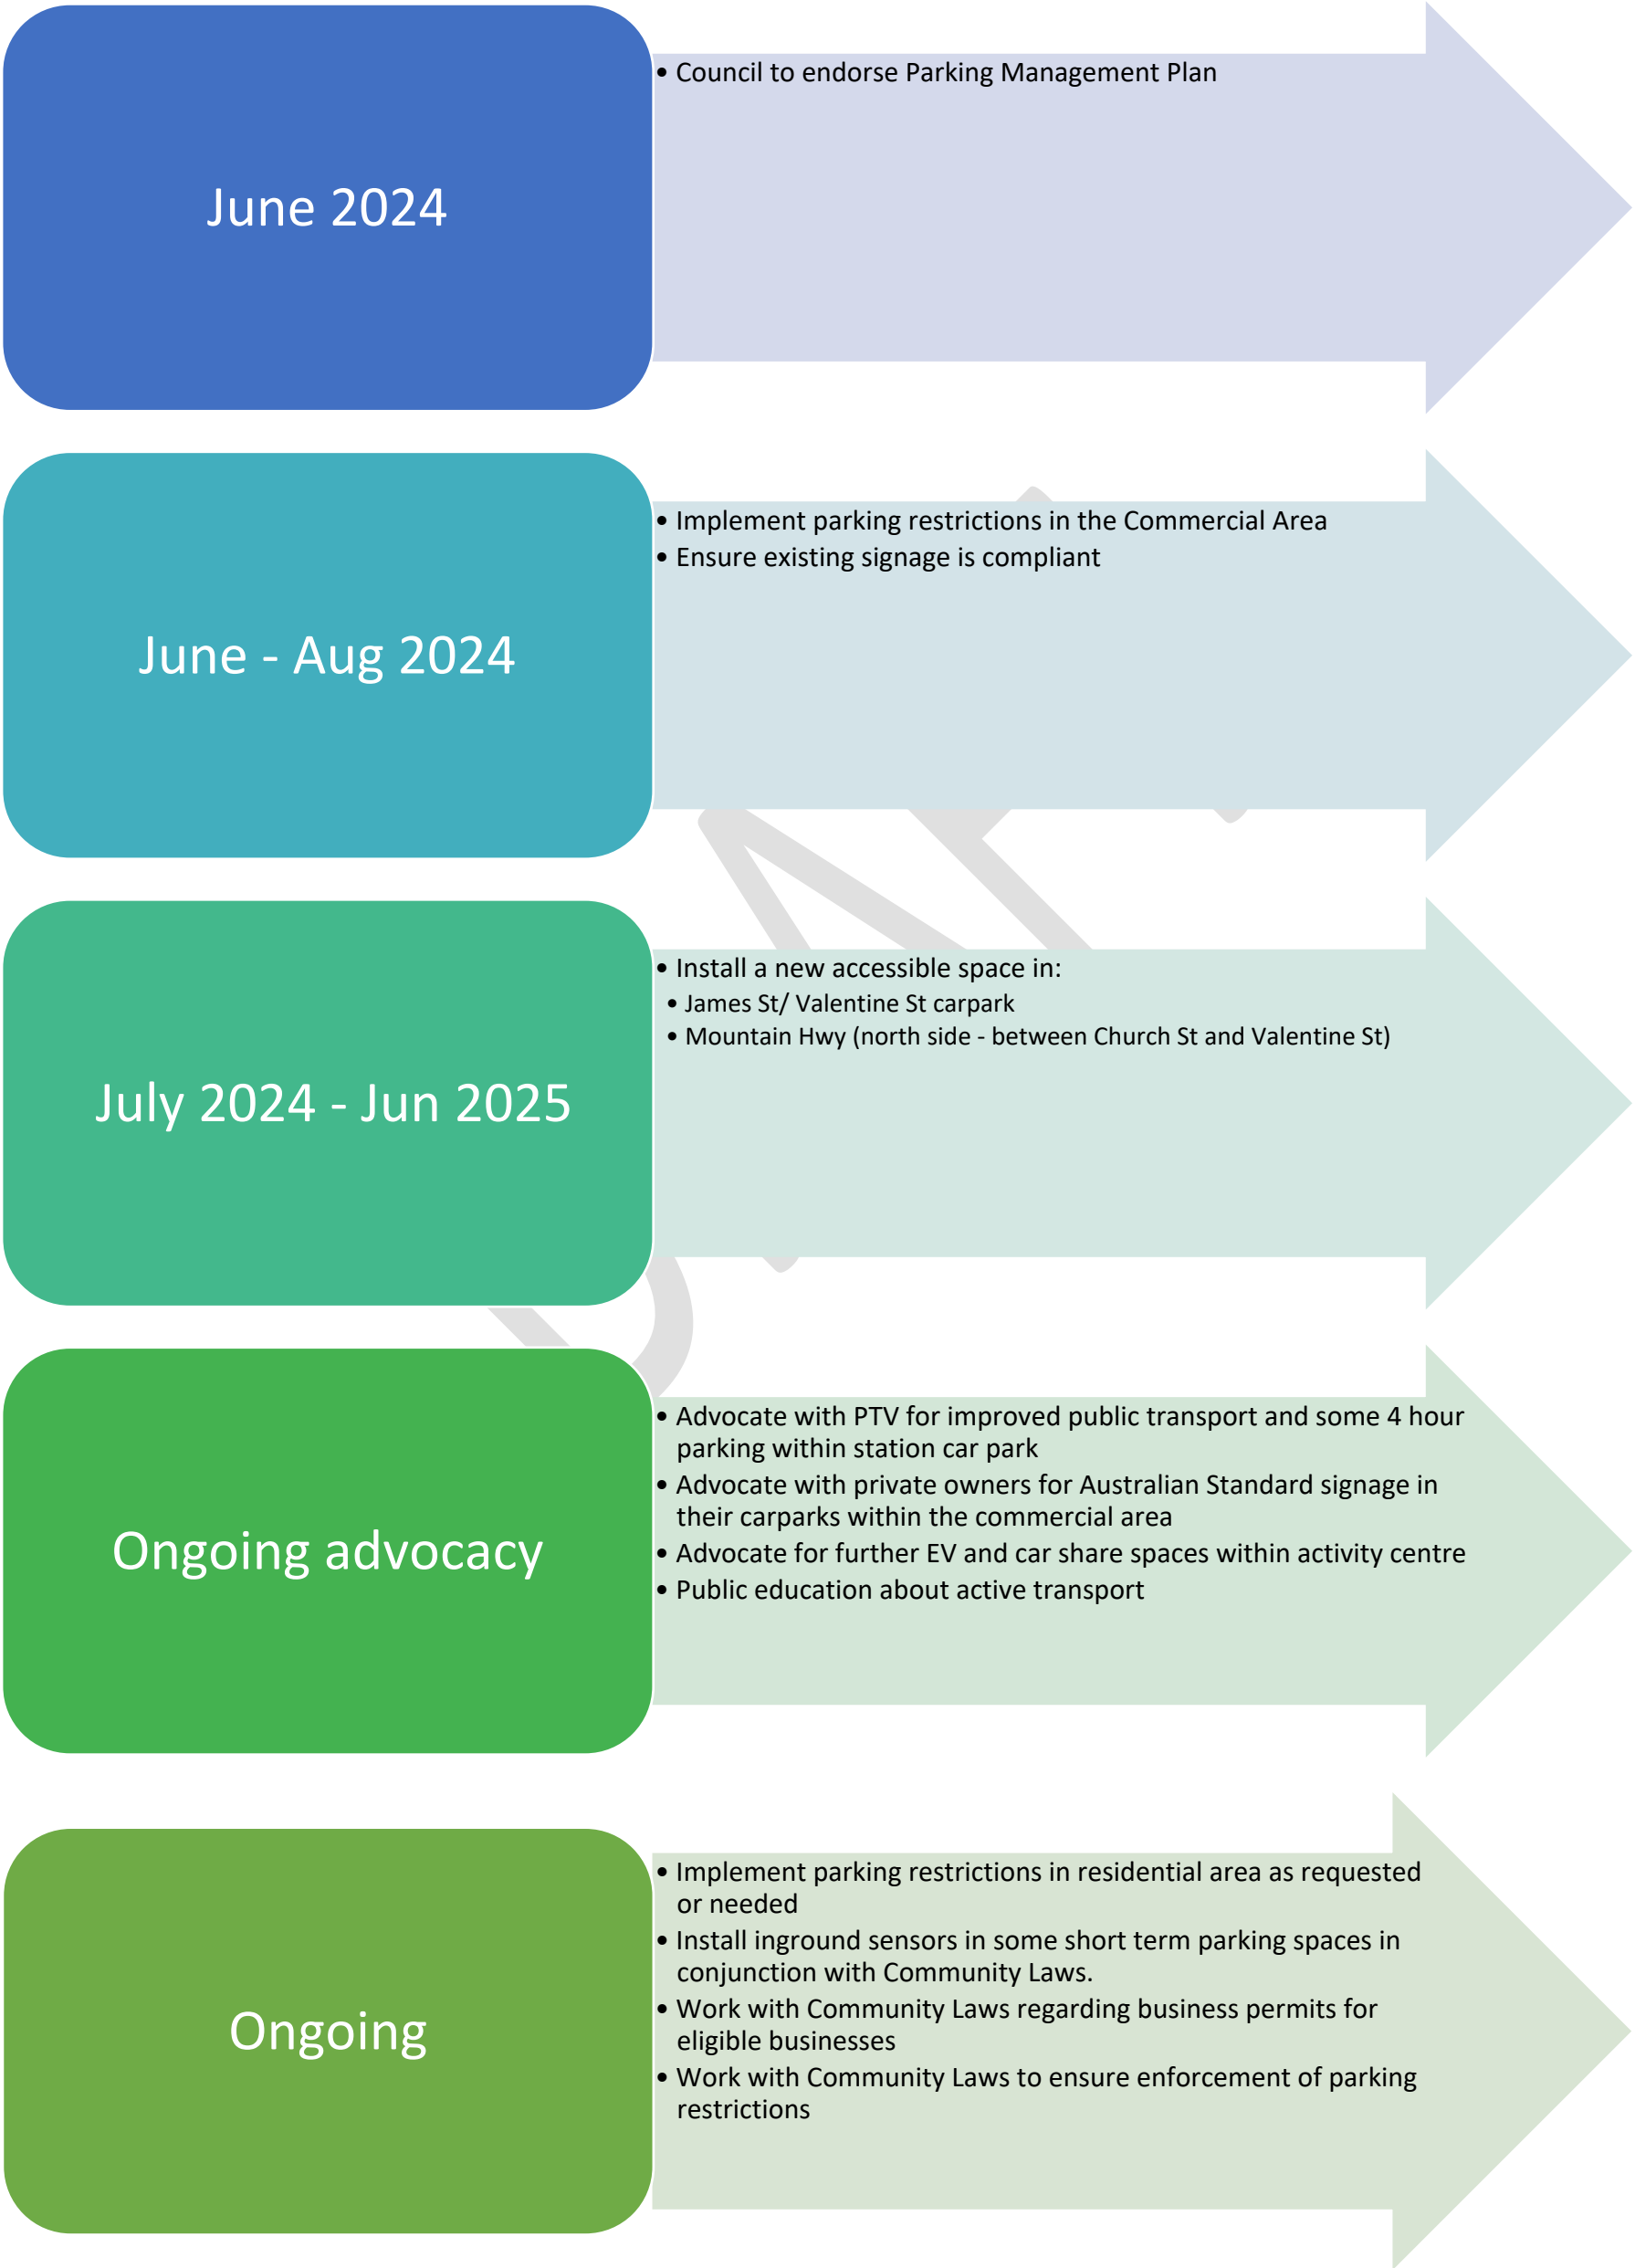 June 2024
• Council to endorse Parking Management Plan
June - Aug 2024
• Implement parking restrictions in the Commercial Area
• Ensure existing signage is compliant
July 2024 - Jun 2025
• Install a new accessible space in:
• James St/ Valentine St carpark
• Mountain Hwy (north side - between Church St and Valentine St)
Ongoing advocacy
• Advocate with PTV for improved public transport and some 4 hour
parking within station car park
• Advocate with private owners for Australian Standard signage in
their carparks within the commercial area
• Advocate for further EV and car share spaces within activity centre
• Public education about active transport
Ongoing
• Implement parking restrictions in residential area as requested
or needed
• Install inground sensors in some short term parking spaces in
conjunction with Community Laws.
• Work with Community Laws regarding business permits for
eligible businesses
• Work with Community Laws to ensure enforcement of parking
restrictions